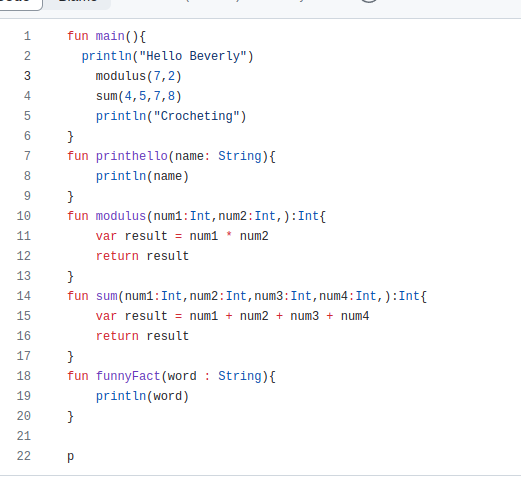 1 fun main(){
2 println("Hello Beverly")
3 modulus(7,2)
4 sum(4,5,7,8)
5 println("Crocheting")
6 }
7 fun printhello(name: String){
8 println(name)
9 }
10 fun modulus(num1:Int,num2:Int,):Int{
11 var result = num1 * num2
12 return result
13 }
14 fun sum(num1:Int,num2:Int,num3:Int,num4:Int,):Int{
15 var result = num1 + num2 + num3 + num4
16 return result
17 }
18 fun funnyFact(word : String){
19 println(word)
20 }
21
22 p